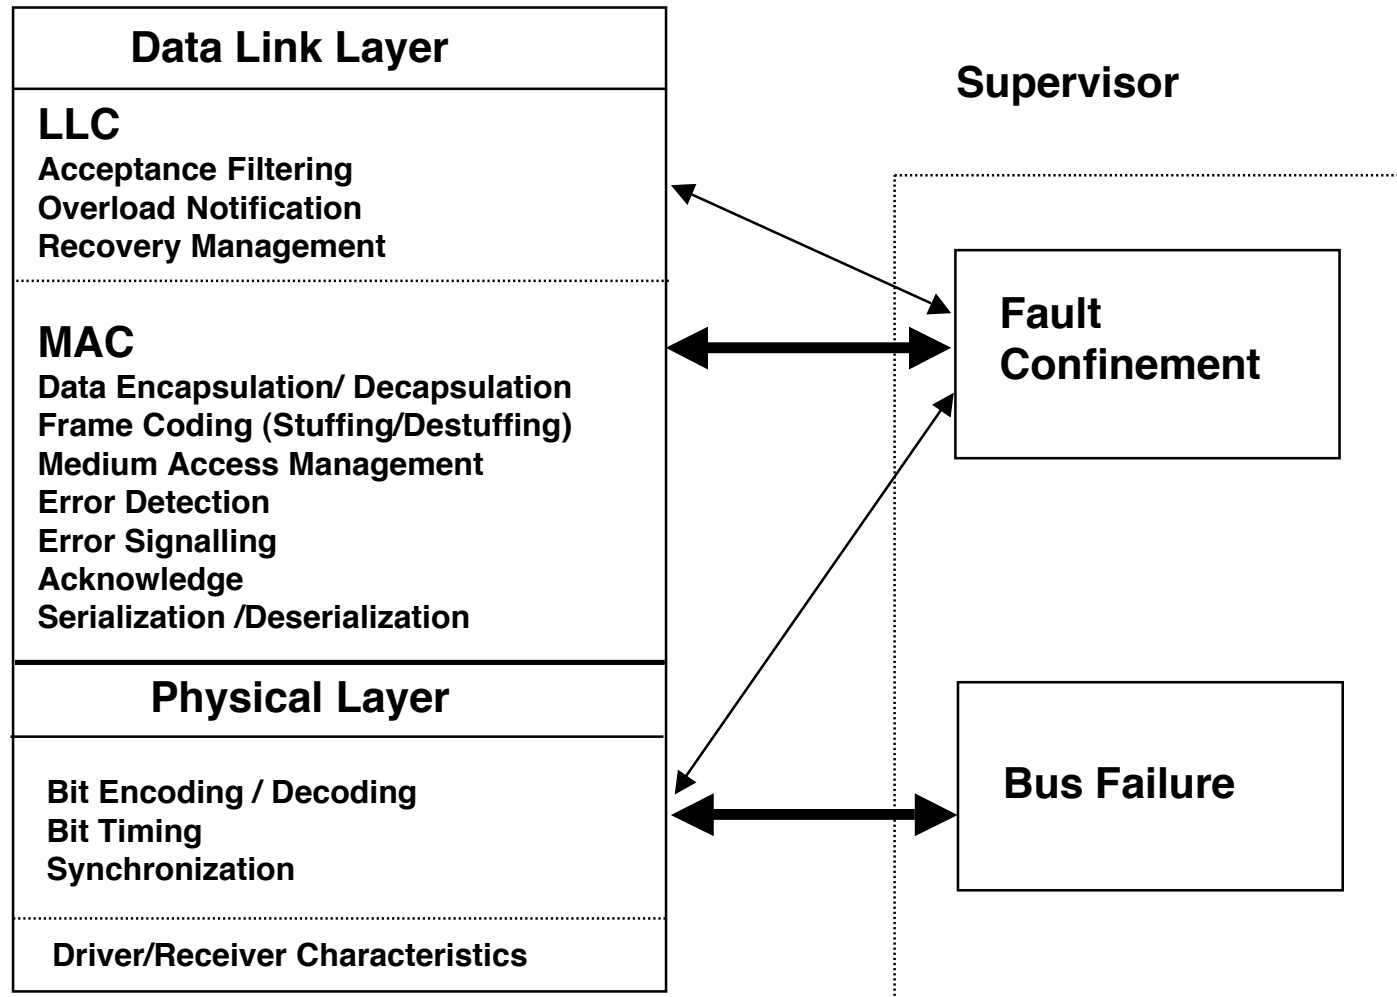 Data Link Layer
LLC
Acceptance Filtering
Overload Notification
Recovery Management
MAC
Data Encapsulation/ Decapsulation
Frame Coding (Stuffing/Destuffing)
Medium Access Management
Error Detection
Error Signalling
Acknowledge
Serialization /Deserialization
Physical Layer
Bit Encoding / Decoding
Bit Timing
Synchronization
Driver/Receiver Characteristics
Supervisor
Fault
Confinement
Bus Failure